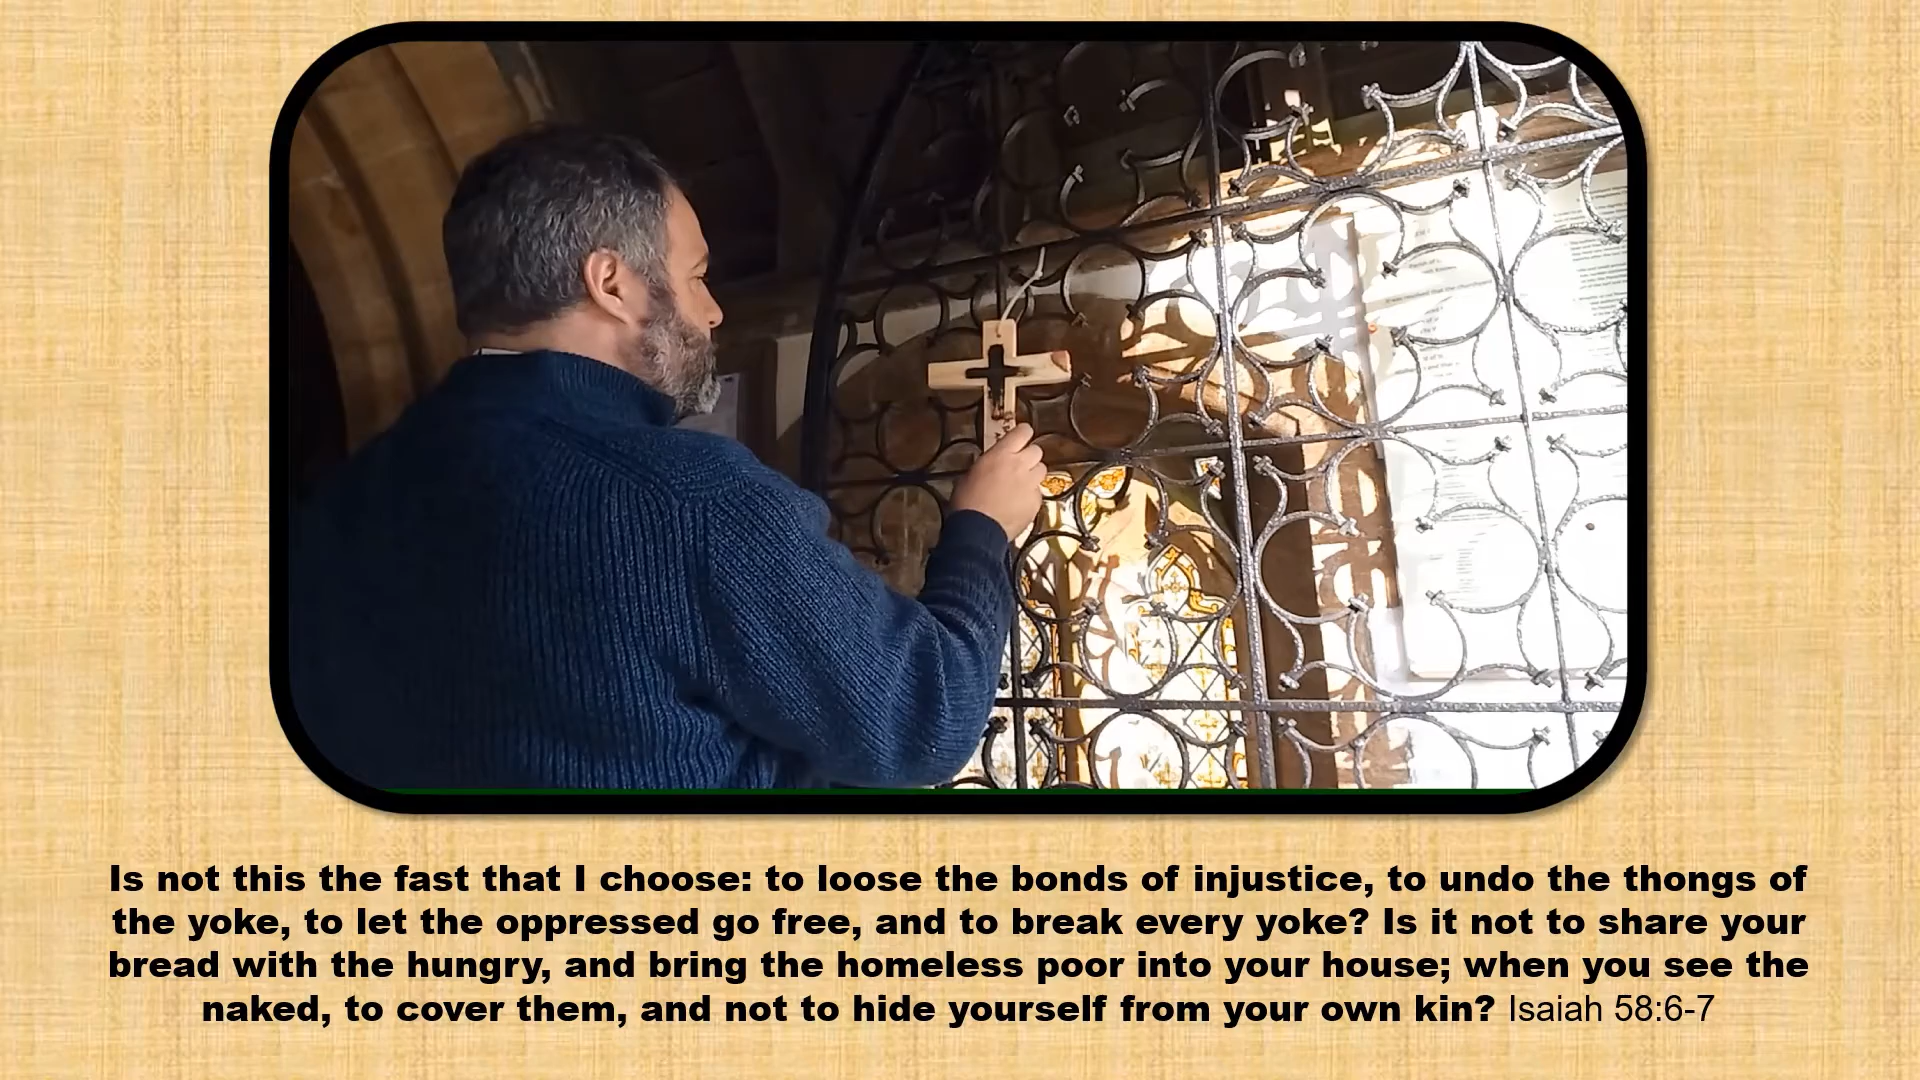 Is not this the fast that I choose: to loose the bonds of injustice, to undo the thongs of
the yoke, to let the oppressed go free, and to break every yoke? Is it not to share your
bread with the hungry, and bring the homeless poor into your house; when you see the
naked, to cover them, and not to hide yourself from your own kin? Isaiah 58:6-7